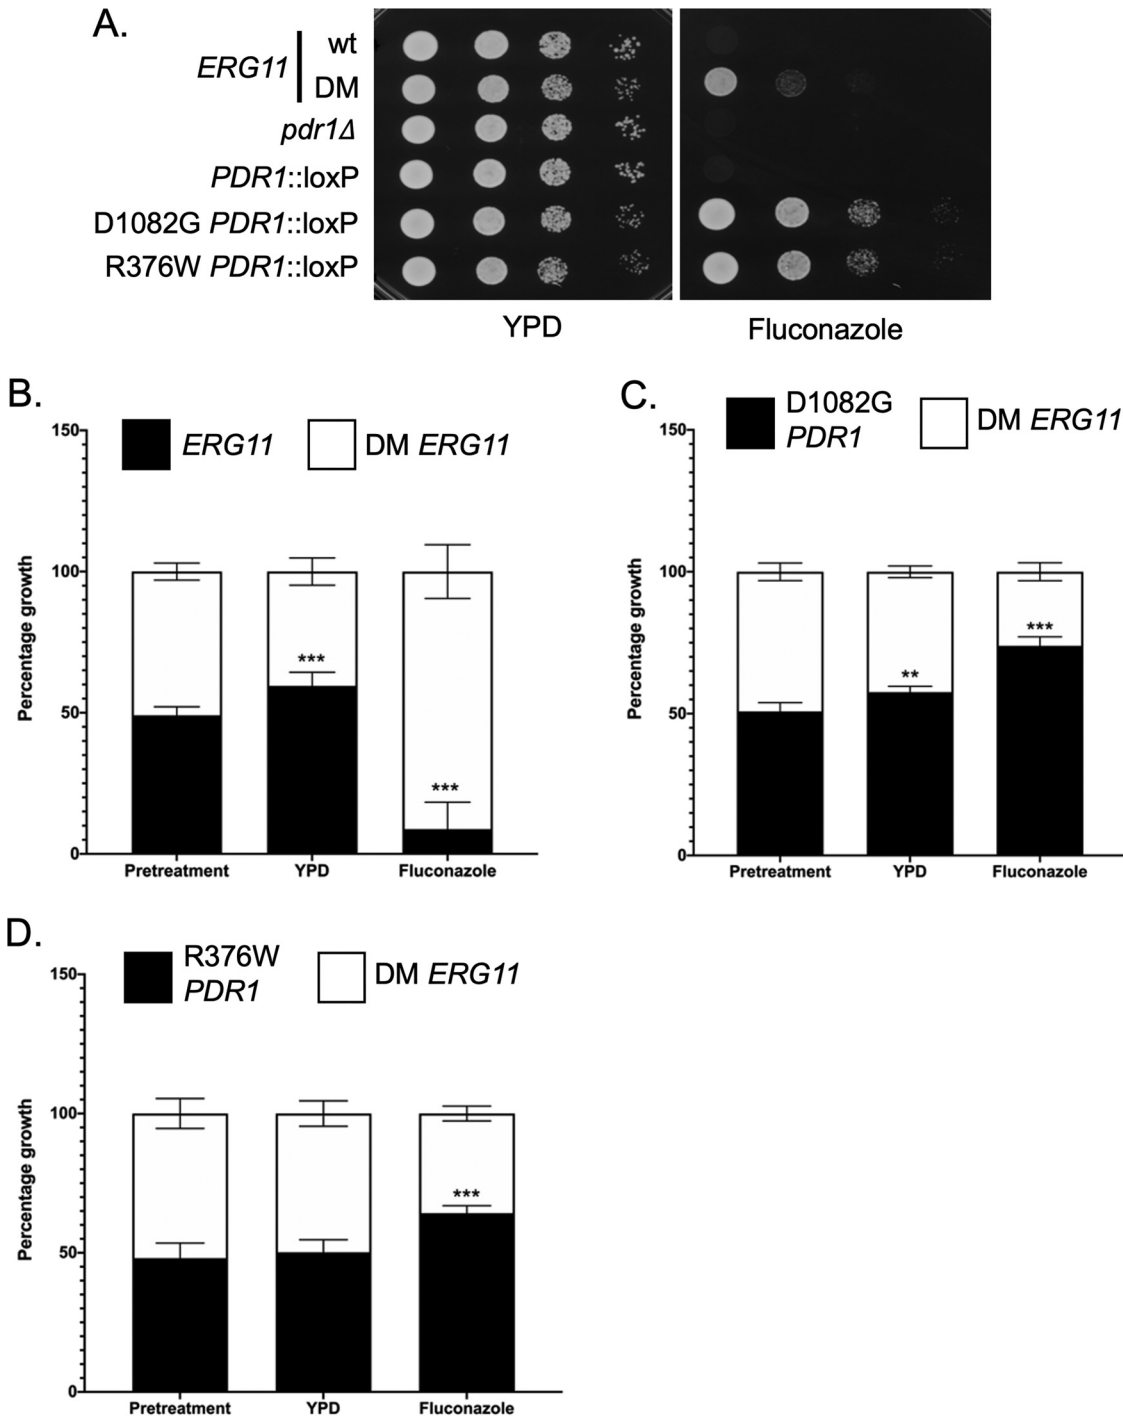 A.
ERG11
wt
DM
pdr1Δ
PDR1::loxP
D1082G PDR1::loxP
R376W PDR1::loxP
YPD
Fluconazole
B.
ERG11
DM ERG11
Percentage growth
150
100
50
0
***
***
Pretreatment
YPD
Fluconazole
C.
D1082G
PDR1
DM ERG11
Percentage growth
150
100
50
0
**
***
Pretreatment
YPD
Fluconazole
D.
R376W
PDR1
DM ERG11
Percentage growth
150
100
50
0
***
Pretreatment
YPD
Fluconazole